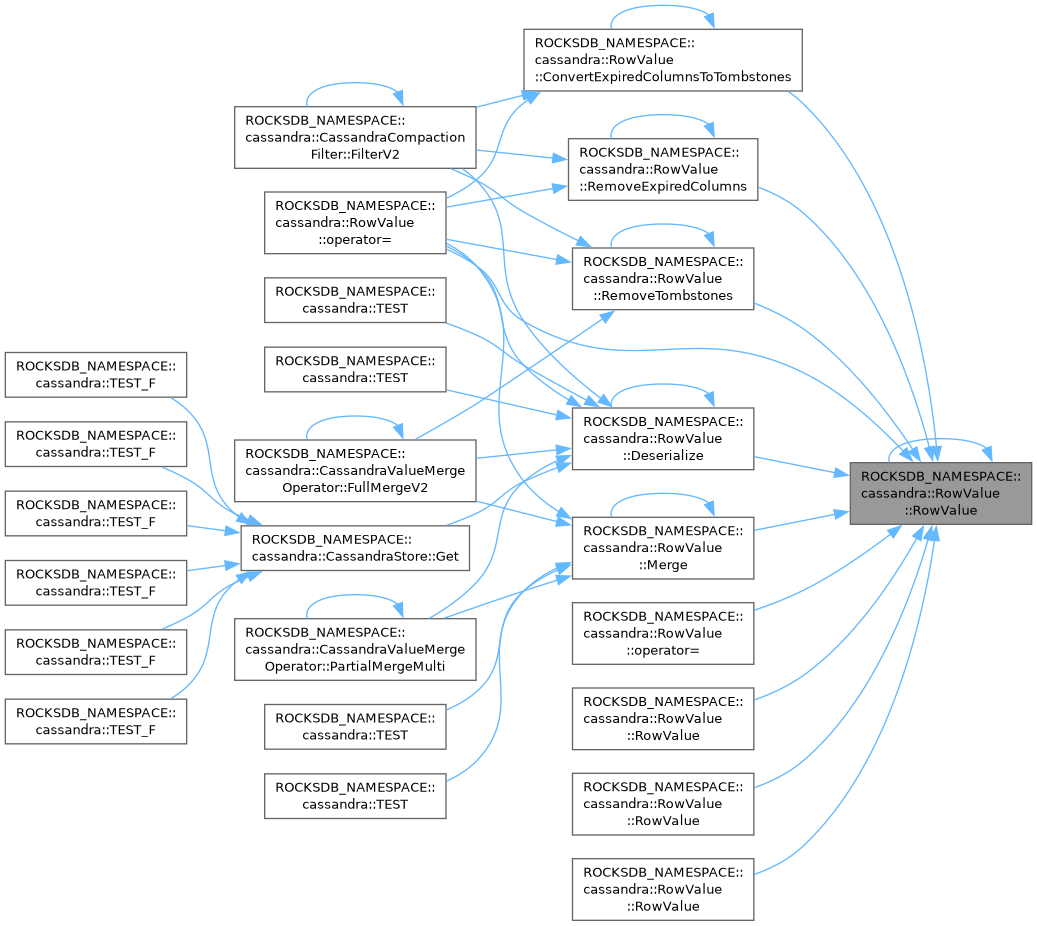 ROCKSDB_NAMESPACE::
cassandra::RowValue
::ConvertExpiredColumnsToTombstones
ROCKSDB_NAMESPACE::
cassandra::CassandraCompaction
Filter::FilterV2
ROCKSDB_NAMESPACE::
cassandra::RowValue
::RemoveExpiredColumns
ROCKSDB_NAMESPACE::
cassandra::RowValue
::operator=
ROCKSDB_NAMESPACE::
cassandra::RowValue
::RemoveTombstones
ROCKSDB_NAMESPACE::
cassandra::TEST
ROCKSDB_NAMESPACE::
cassandra::TEST
ROCKSDB_NAMESPACE::
cassandra::TEST_F
ROCKSDB_NAMESPACE::
cassandra::RowValue
::Deserialize
ROCKSDB_NAMESPACE::
cassandra::TEST_F
ROCKSDB_NAMESPACE::
cassandra::CassandraValueMerge
Operator::FullMergeV2
ROCKSDB_NAMESPACE::
cassandra::RowValue
::RowValue
ROCKSDB_NAMESPACE::
cassandra::TEST_F
ROCKSDB_NAMESPACE::
cassandra::CassandraStore::Get
ROCKSDB_NAMESPACE::
cassandra::RowValue
::Merge
ROCKSDB_NAMESPACE::
cassandra::TEST_F
ROCKSDB_NAMESPACE::
cassandra::RowValue
::operator=
ROCKSDB_NAMESPACE::
cassandra::TEST_F
ROCKSDB_NAMESPACE::
cassandra::CassandraValueMerge
Operator::PartialMergeMulti
ROCKSDB_NAMESPACE::
cassandra::TEST_F
ROCKSDB_NAMESPACE::
cassandra::RowValue
::RowValue
ROCKSDB_NAMESPACE::
cassandra::TEST
ROCKSDB_NAMESPACE::
cassandra::TEST
ROCKSDB_NAMESPACE::
cassandra::RowValue
::RowValue
ROCKSDB_NAMESPACE::
cassandra::RowValue
::RowValue